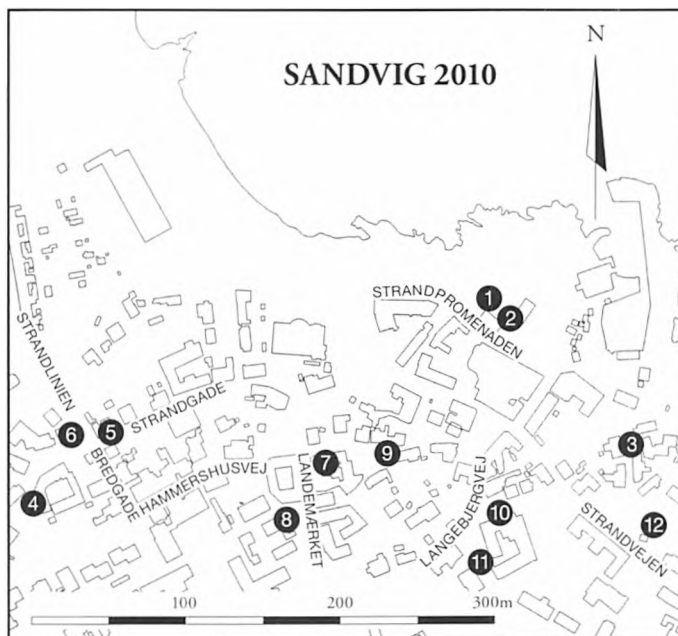 SANDVIG 2010
N
STRANDPROMENADEN
1
2
STRANDLINIEN
STRANDGADE
6
5
3
BREDGADE
HAMMERSHUSVEJ
LANDEMÆRKET
7
9
4
8
LANGEBJERGVEJ
10
STRANDVEJEN
12
11
100
200
300m